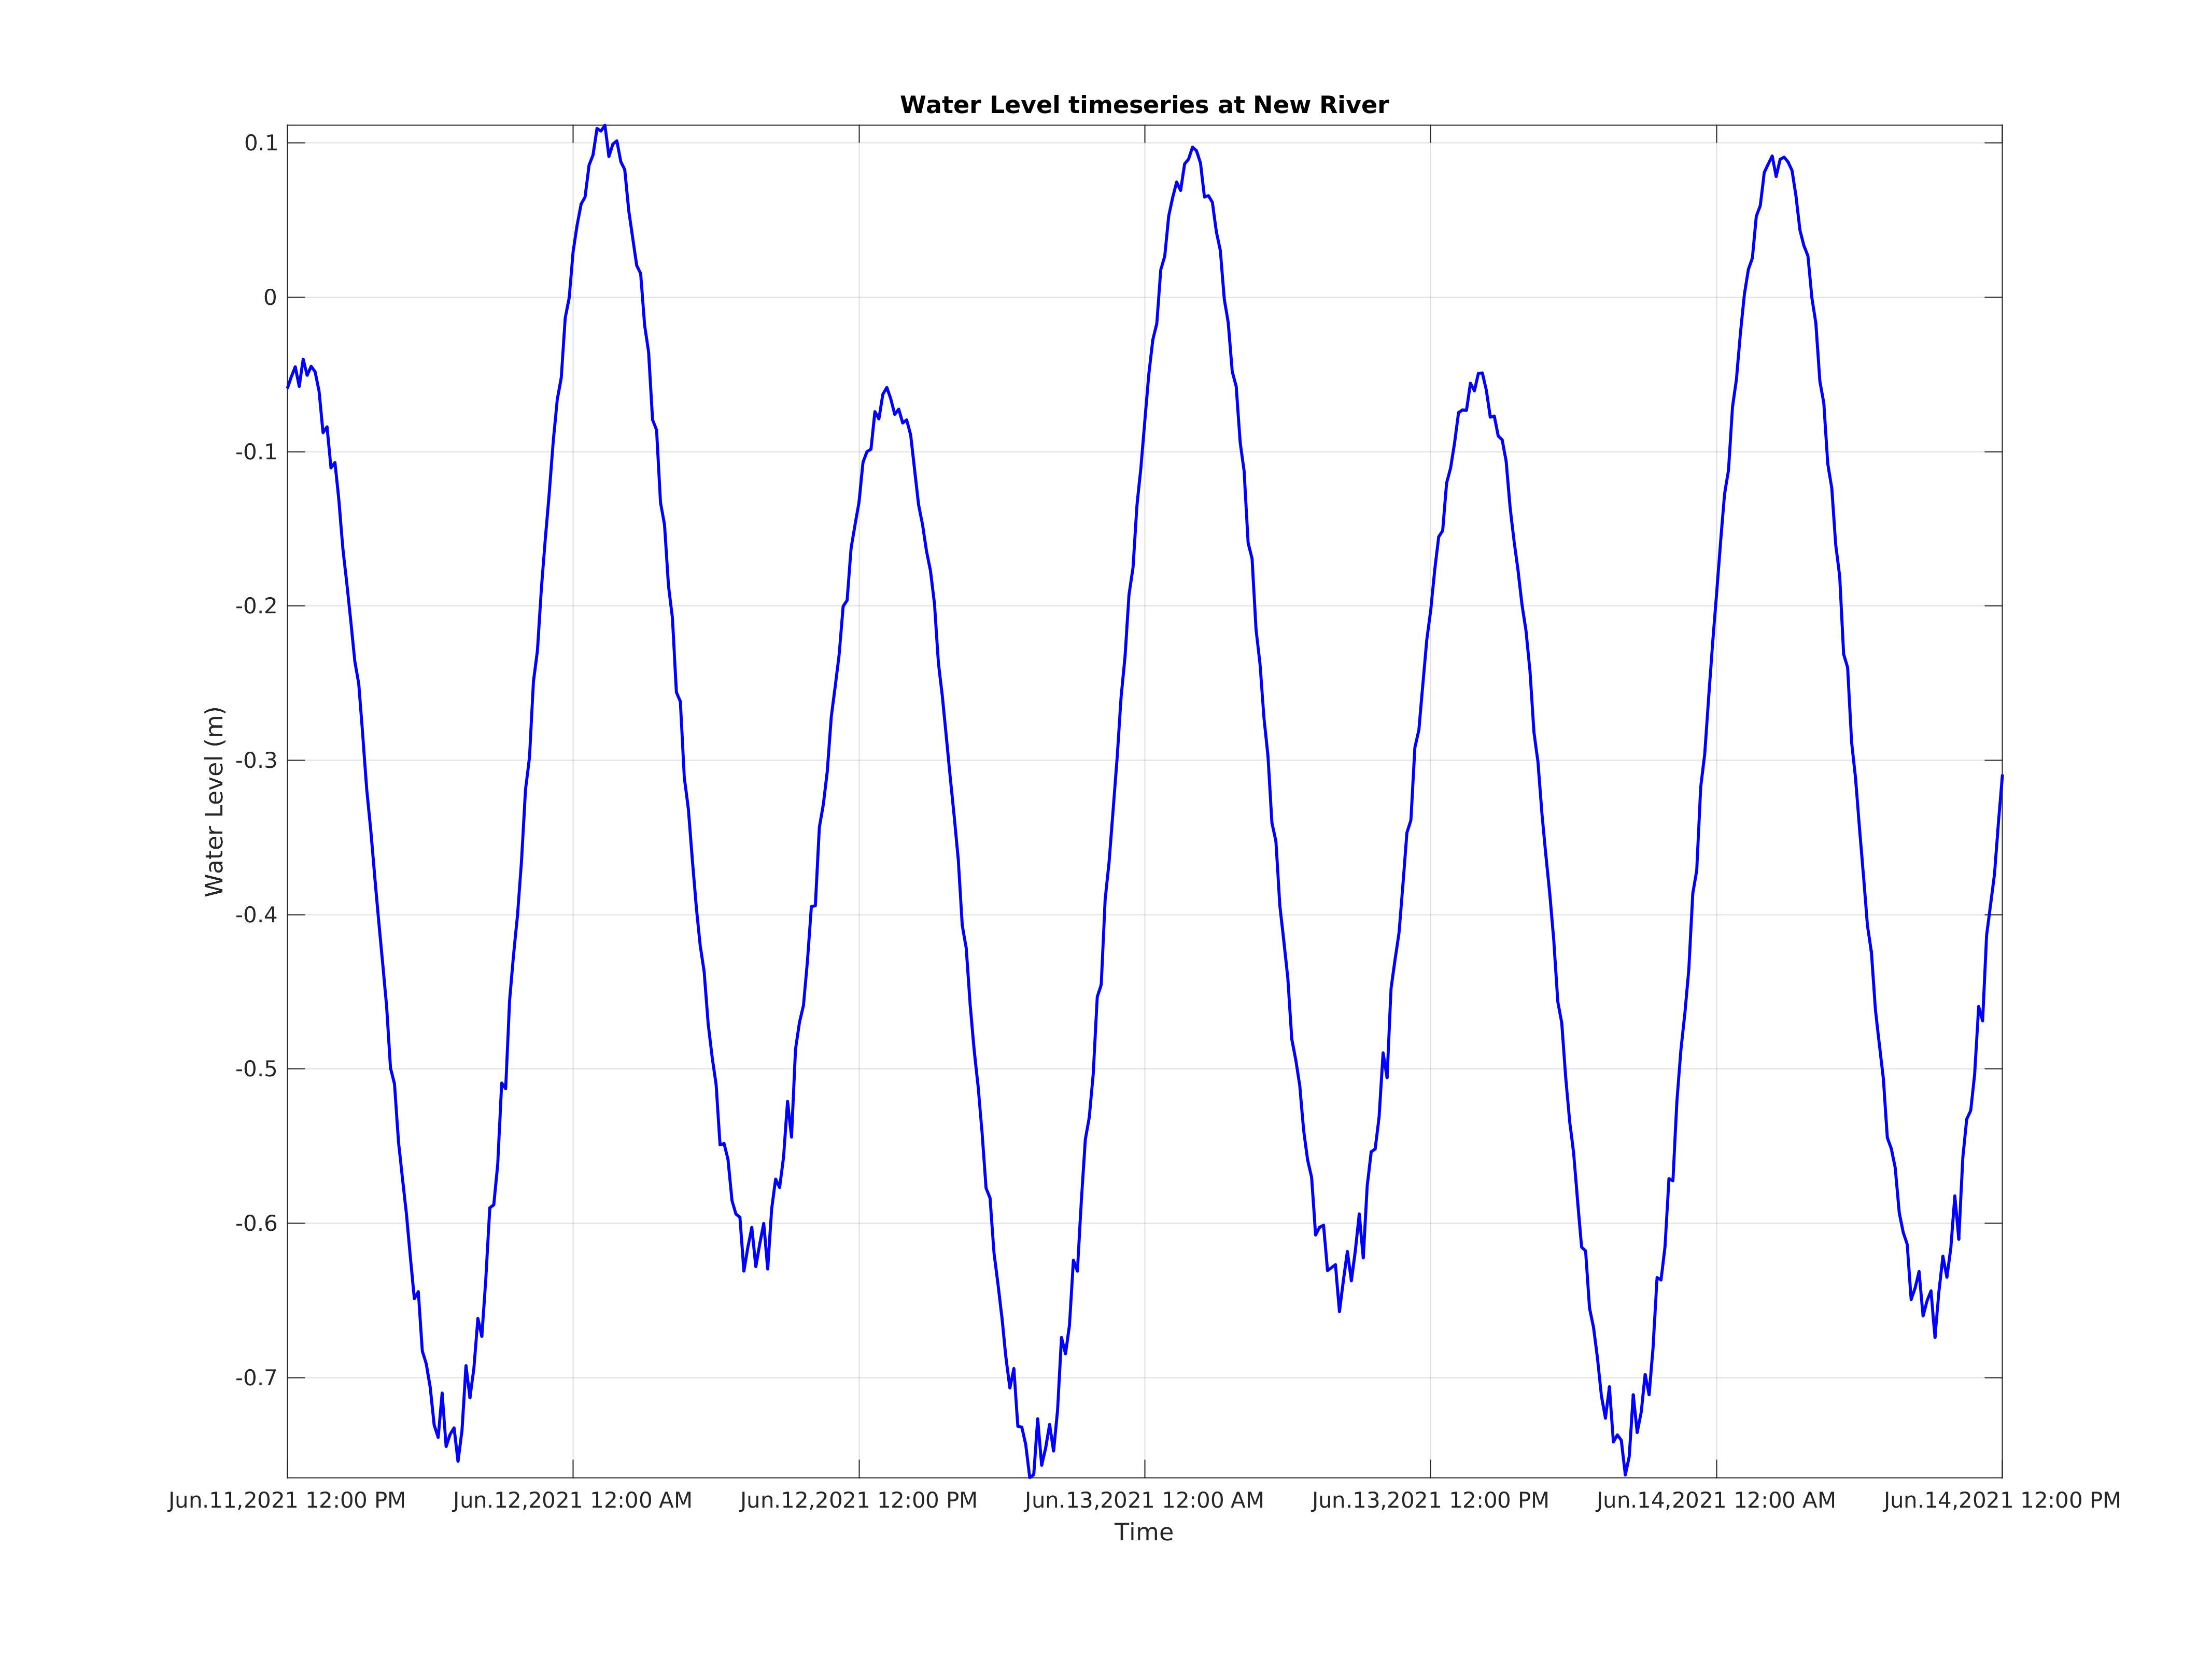 Water Level timeseries at New River
0.1
0
-0.1
-0.2
-0.3
-0.4
-0.5
-0.6
-0.7
Water Level (m)
Jun.11,2021 12:00 PM Jun.12,2021 12:00 AM Jun.12,2021 12:00 PM Jun.13,2021 12:00 AM Jun.13,2021 12:00 PM Jun.14,2021 12:00 AM Jun.14,2021 12:00 PM
Time